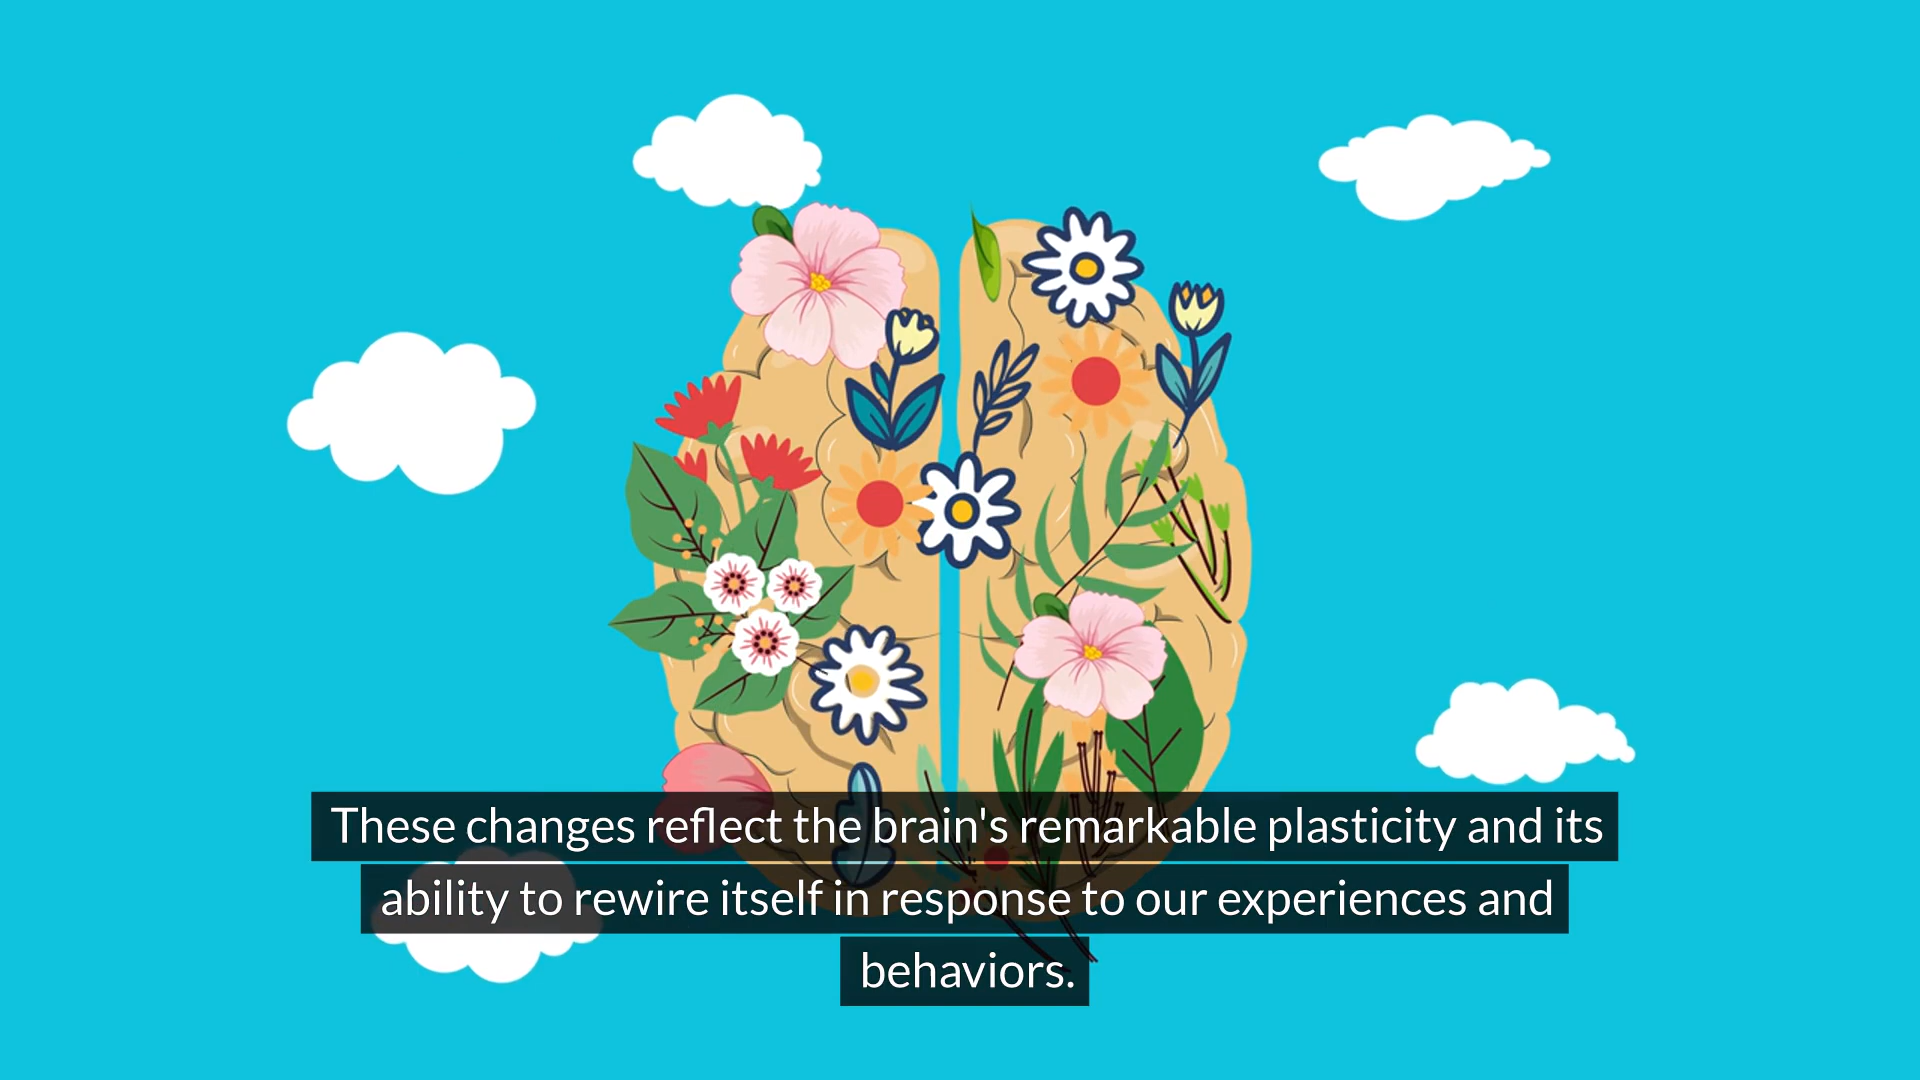 These changes reflect the brain's remarkable plasticity and its
ability to rewire itself in response to our experiences and
behaviors.